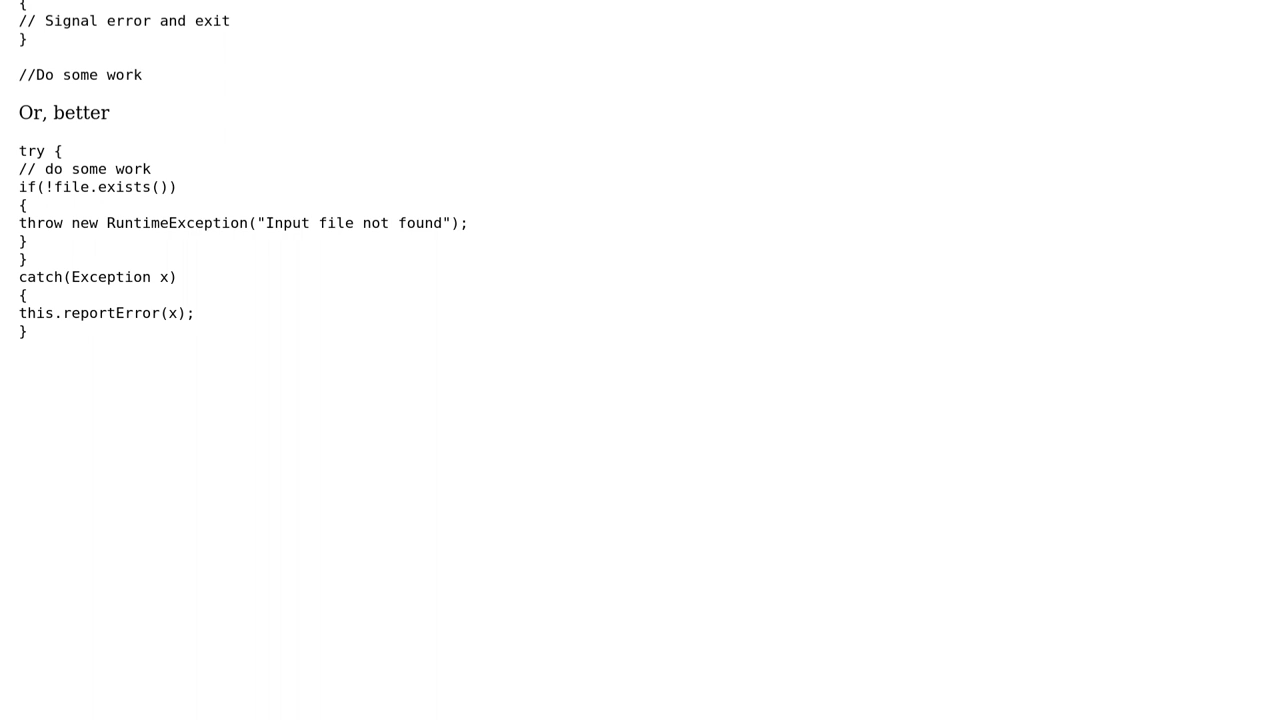 {
// Signal error and exit
}
//Do some work
Or, better
try {
// do some work
if(!file.exists())
{
throw new RuntimeException("Input file not found");
}
}
catch(Exception x)
{
this.reportError(x);
}